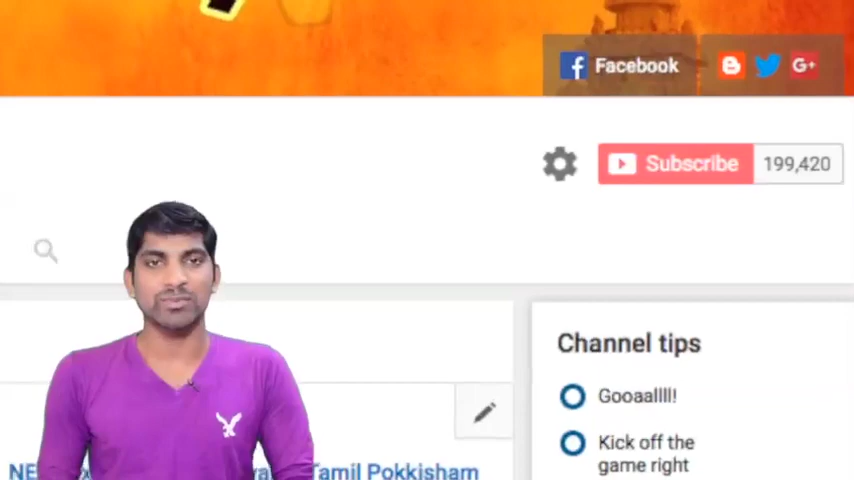 Facebook
Subscribe 199,420
Channel tips
Gooaallll!
Kick off the
game right
Tamil Pokkisham